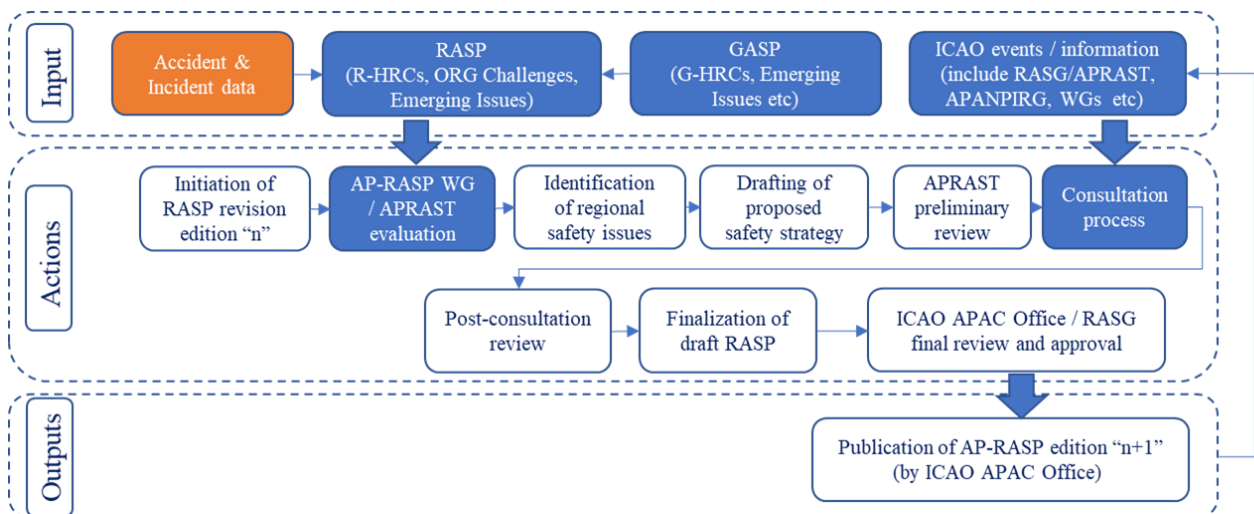 Input
Accident &
Incident data
RASP
(R-HRCs, ORG Challenges,
Emerging Issues)
GASP
(G-HRCs, Emerging
Issues etc)
ICAO events / information
(include RASG/APRAST,
APANPIRG, WGs etc)
Actions
Initiation of
RASP revision
edition “n”
AP-RASP WG
/ APRAST
evaluation
Identification
of regional
safety issues
Drafting of
proposed
safety strategy
APRAST
preliminary
review
Consultation
process
Post-consultation
review
Finalization of
draft RASP
ICAO APAC Office / RASG
final review and approval
Outputs
Publication of AP-RASP edition “n+1”
(by ICAO APAC Office)